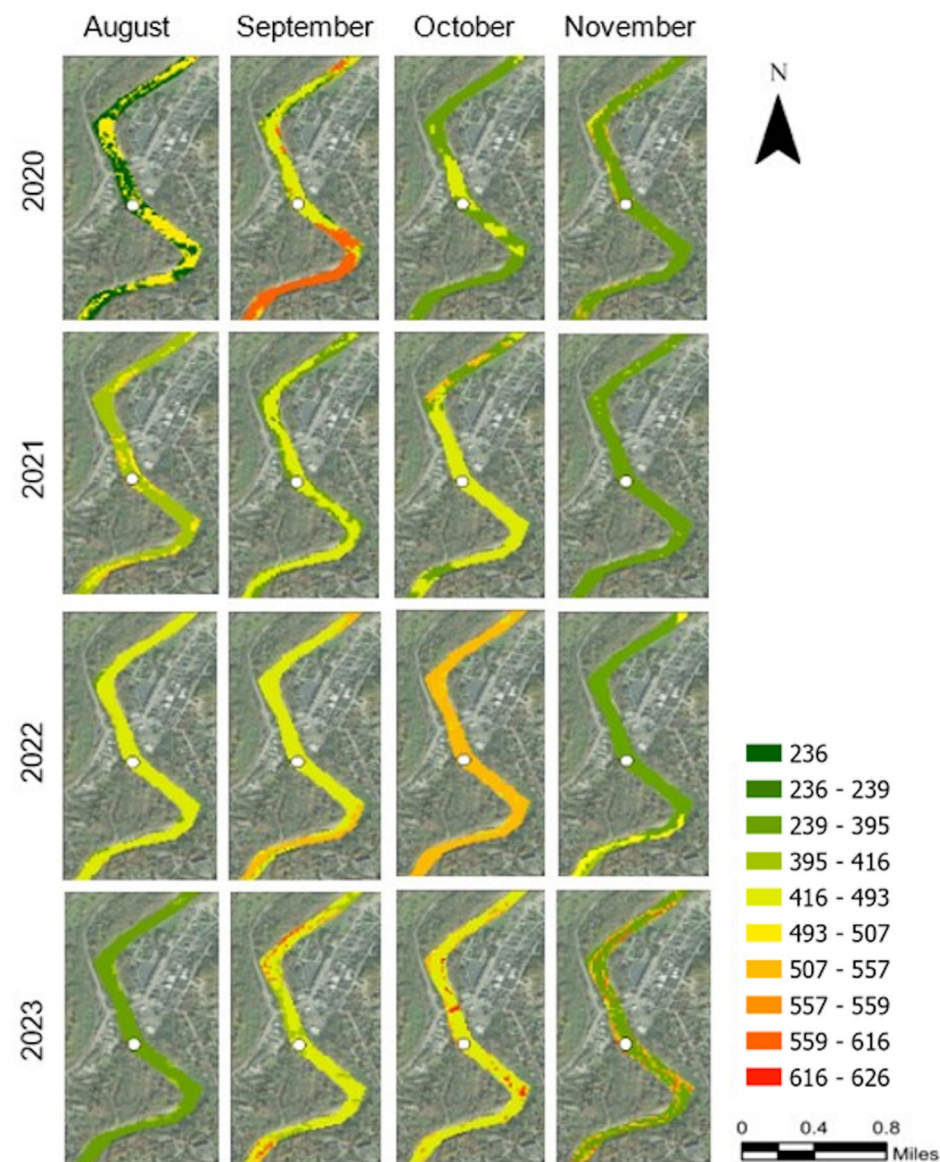 August September October November
N
2020
2021
2022
2023
236
236 - 239
239 - 395
395 - 416
416 - 493
493 - 507
507 - 557
557 - 559
559 - 616
616 - 626
0 0.4 0.8
Miles